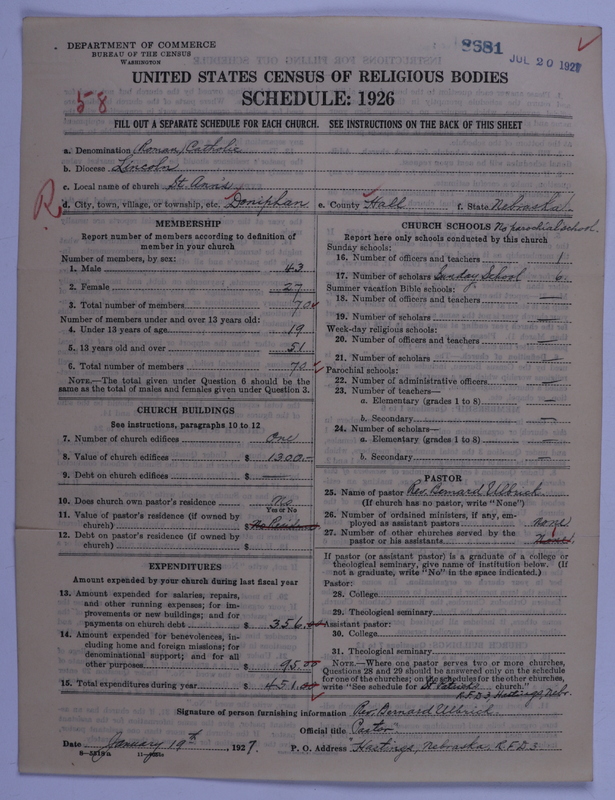 DEPARTMENT OF COMMERCE
BUREAU OF THE CENSUS
WASHINGTON
8681
JUL 20 1927
UNITED STATES CENSUS OF RELIGIOUS BODIES
58
SCHEDULE: 1926
FILL OUT A SEPARATE SCHEDULE FOR EACH CHURCH. SEE INSTRUCTIONS ON THE BACK OF THIS SHEET
a. Denomination Roman Catholic
b. Diocese Lincoln
c. Local name of church St. Ann's
R
d. City, town, village, or township, etc. Doniphan e. County Hall f. State Nebraska
MEMBERSHIP
Report number of members according to definition of
member in your church
Number of members, by sex:
1. Male 43
2. Female 27
3. Total number of members 70
Number of members under and over 13 years old:
4. Under 13 years of age 19
5. 13 years old and over 51
6. Total number of members 70
NOTE.—The total given under Question 6 should be the
same as the total of males and females given under Question 3.
CHURCH BUILDINGS
See instructions, paragraphs 10 to 12
7. Number of church edifices One
8. Value of church edifices $ 1300.-
9. Debt on church edifices $ —
10. Does church own pastor's residence No
Yes or No
11. Value of pastor's residence (if owned by
church) $ No Residence
12. Debt on pastor's residence (if owned by
church) $
EXPENDITURES
Amount expended by your church during last fiscal year
13. Amount expended for salaries, repairs,
and other running expenses; for im-
provements or new buildings; and for
payments on church debt $ 356.00
14. Amount expended for benevolences, in-
cluding home and foreign missions; for
denominational support; and for all
other purposes $ 95.00
15. Total expenditures during year $ 451.00
CHURCH SCHOOLS No parochial school.
Report here only schools conducted by this church
Sunday schools:
16. Number of officers and teachers 1
17. Number of scholars Sunday School 6
Summer vacation Bible schools:
18. Number of officers and teachers —
19. Number of scholars —
Week-day religious schools:
20. Number of officers and teachers —
21. Number of scholars —
Parochial schools:
22. Number of administrative officers —
23. Number of teachers—
a. Elementary (grades 1 to 8) —
b. Secondary —
24. Number of scholars—
a. Elementary (grades 1 to 8) —
b. Secondary —
PASTOR
25. Name of pastor Rev. Bernard Ulbrick
(If church has no pastor, write "None")
26. Number of ordained ministers, if any, em-
ployed as assistant pastors none
27. Number of other churches served by the
pastor or his assistants None 1
If pastor (or assistant pastor) is a graduate of a college or
theological seminary, give name of institution below. (If
not a graduate, write "No" in the space indicated.)
Pastor:
28. College
29. Theological seminary
Assistant pastor:
30. College
31. Theological seminary
NOTE.—Where one pastor serves two or more churches,
Questions 28 and 29 should be answered only on the schedule
for one of the churches; on the schedules for the other churches,
write "See schedule for St Patricks church."
R.F.D 3 Hastings, Nebr.
Signature of person furnishing information Rev. Bernard Ulbrick
Official title "Pastor"
Date January 19th, 1927. P. O. Address "Hastings, Nebraska, R.F.D 3.